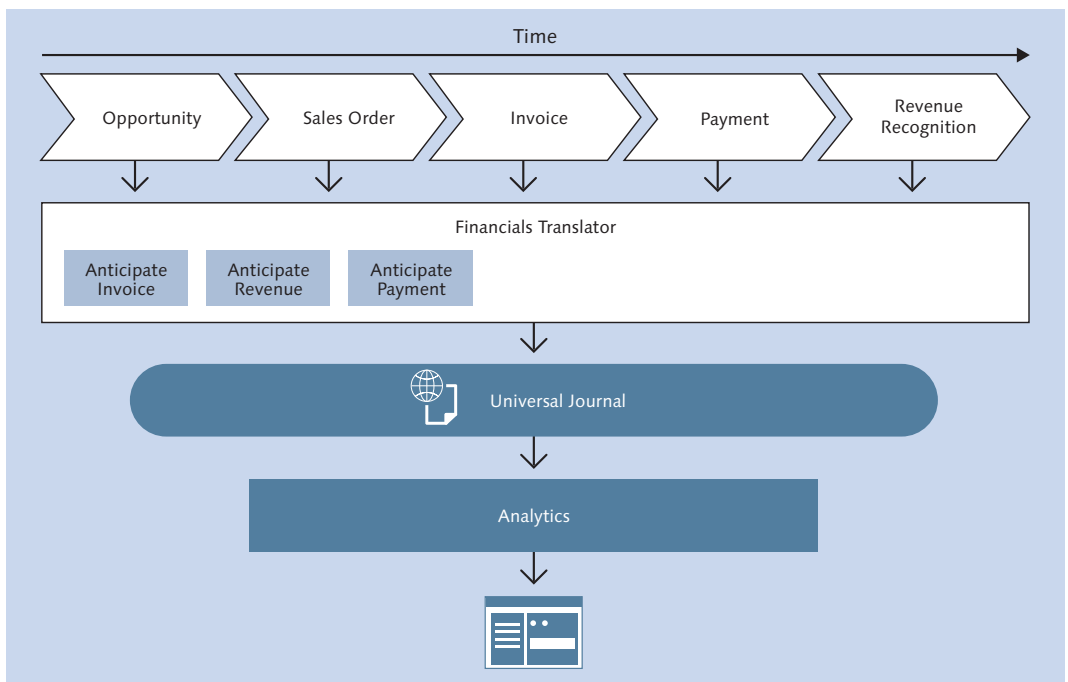 Time
Opportunity
Sales Order
Invoice
Payment
Revenue
Recognition
Financials Translator
Anticipate
Invoice
Anticipate
Revenue
Anticipate
Payment
Universal Journal
Analytics